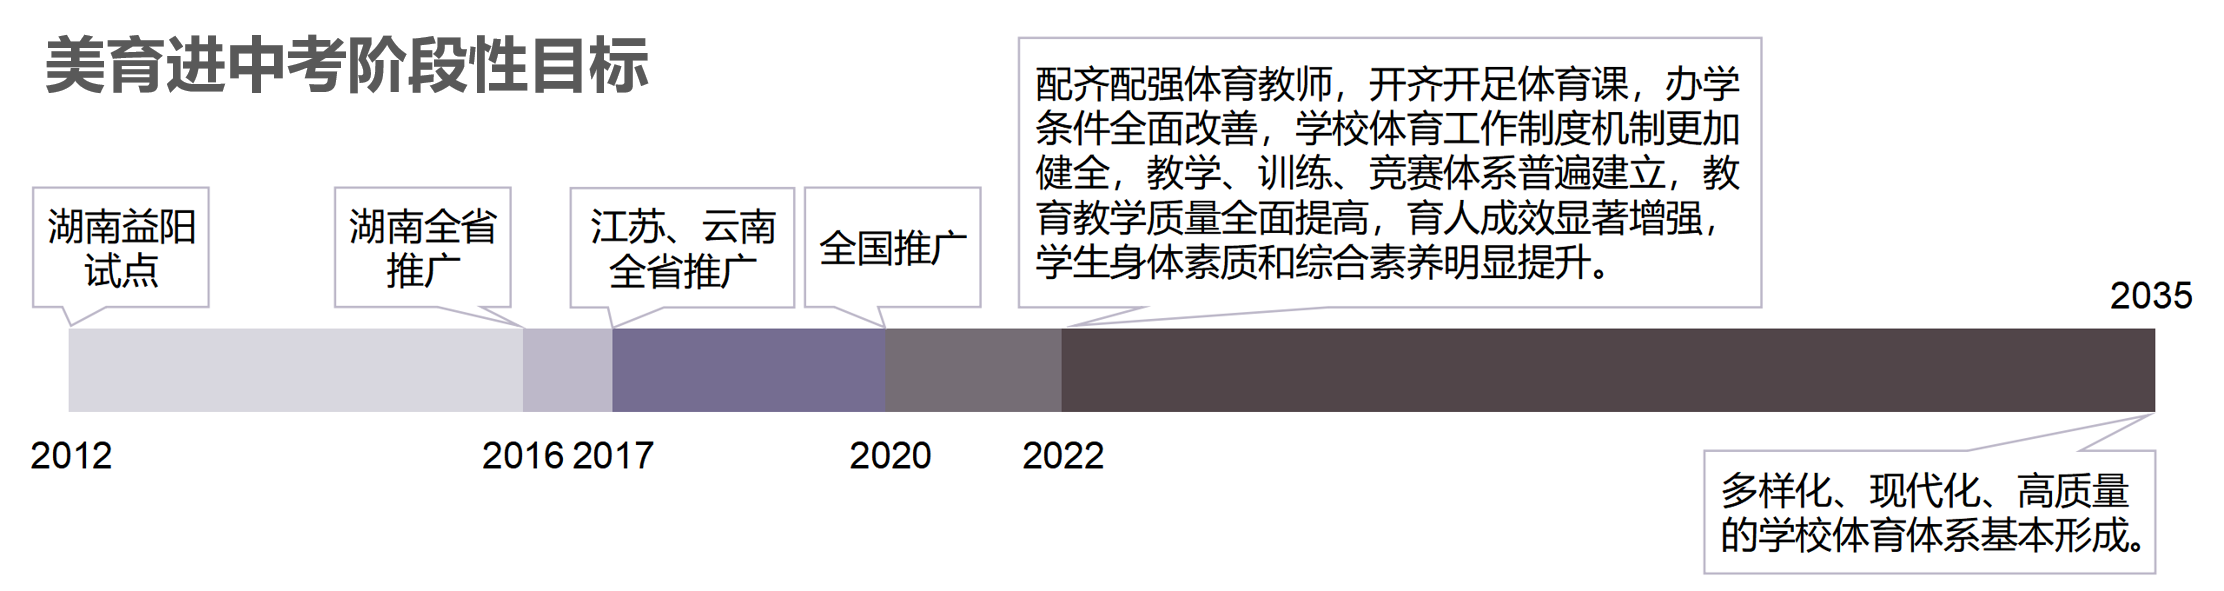 美育进中考阶段性目标
湖南益阳
试点
湖南全省
推广
江苏、云南
全省推广
全国推广
配齐配强体育教师，开齐开足体育课，办学
条件全面改善，学校体育工作制度机制更加
健全，教学、训练、竞赛体系普遍建立，教
育教学质量全面提高，育人成效显著增强，
学生身体素质和综合素养明显提升。
2035
2012
2016
2017
2020
2022
多样化、现代化、高质量
的学校体育体系基本形成。